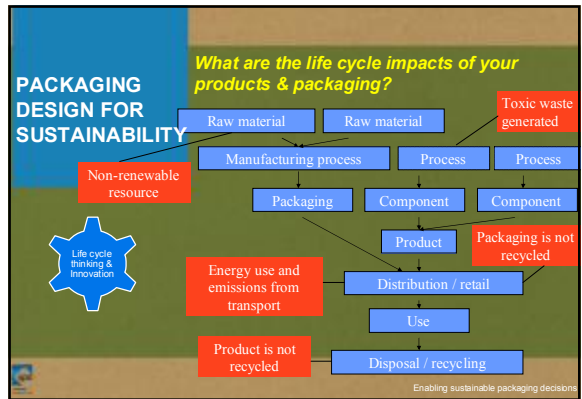 What are the life cycle impacts of your
products & packaging?
PACKAGING
DESIGN FOR
SUSTAINABILITY
Toxic waste
generated
Raw material
Raw material
Manufacturing process
Process
Process
Non-renewable
resource
Packaging
Component
Component
Product
Packaging is not
recycled
Life cycle
thinking &
Innovation
Energy use and
emissions from
transport
Distribution / retail
Use
Product is not
recycled
Disposal / recycling
Enabling sustainable packaging decisions